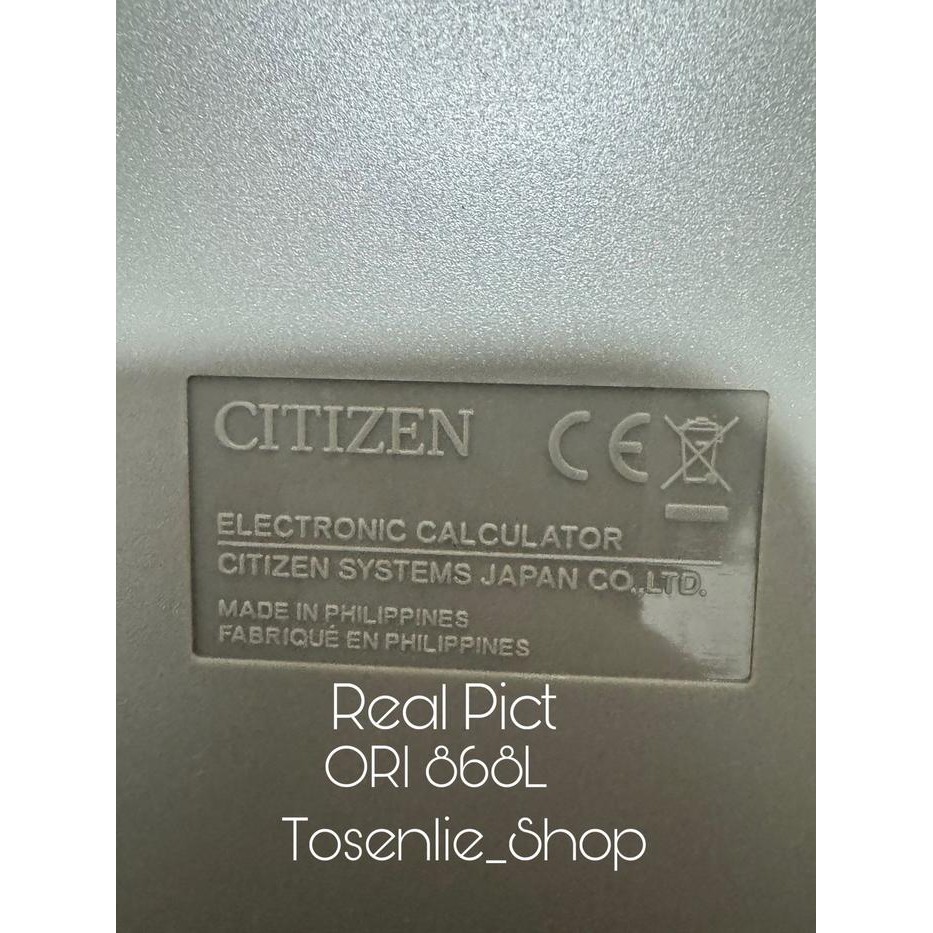 CITIZEN CE
ELECTRONIC CALCULATOR
CITIZEN SYSTEMS JAPAN CO.,LTD.
MADE IN PHILIPPINES
FABRIQUÉ EN PHILIPPINES
Real Pict
ORI 868L
Tosenlie_Shop